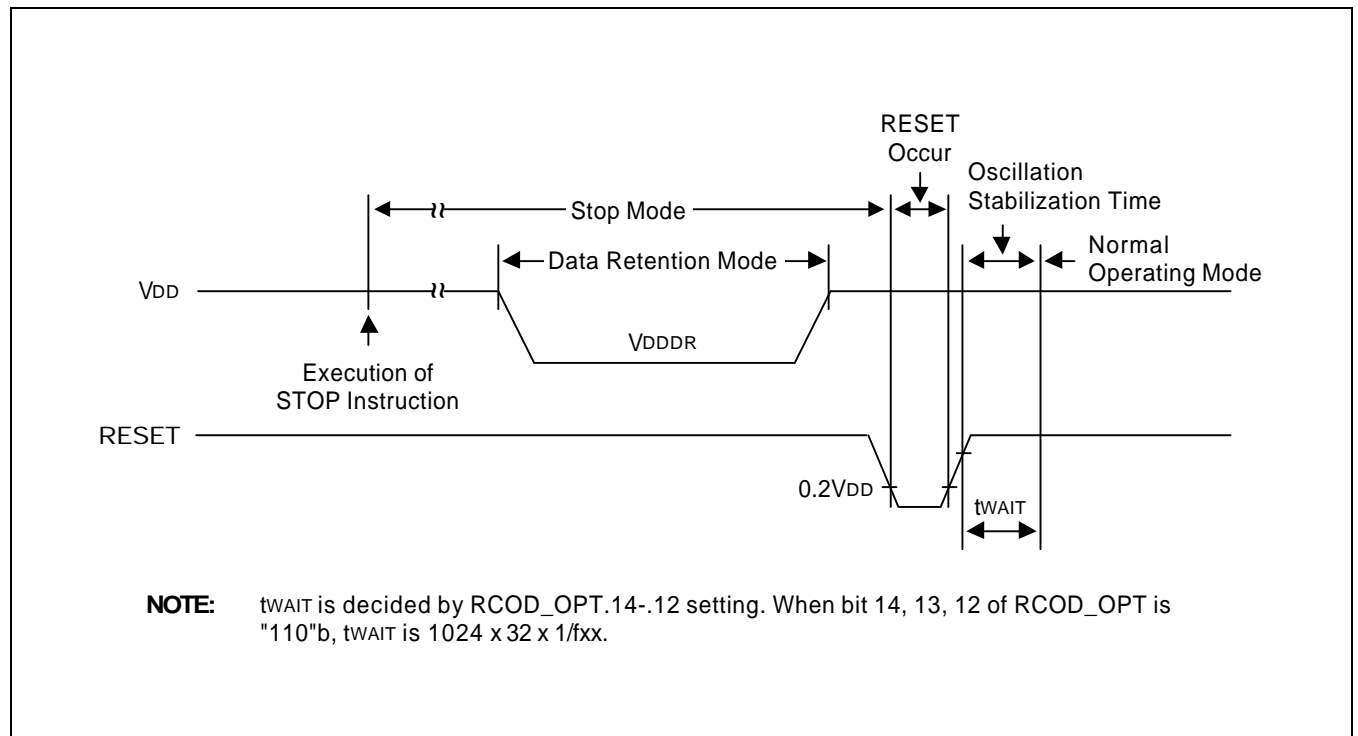 RESET
Occur
Oscillation
Stabilization Time
Stop Mode
Normal
Operating Mode
Data Retention Mode
VDD
VDDDR
Execution of
STOP Instruction
RESET
0.2VDD
tWAIT
NOTE: tWAIT is decided by RCOD_OPT.14-.12 setting. When bit 14, 13, 12 of RCOD_OPT is
"110"b, tWAIT is 1024 x 32 x 1/fxx.